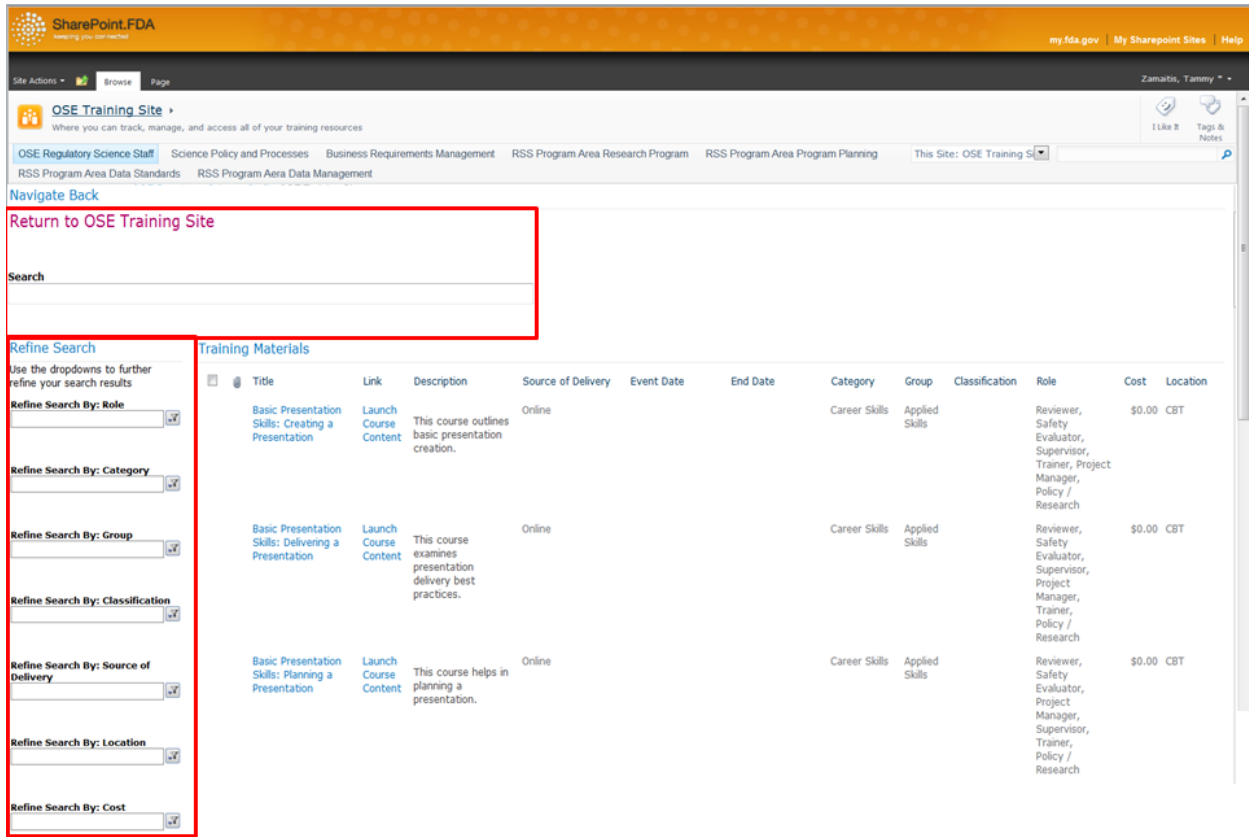 SharePoint.FDA
keeping you connected
my.fda.gov | My Sharepoint Sites | Help
Site Actions Browse Page Zamaitis, Tammy
OSE Training Site
Where you can track, manage, and access all of your training resources
I Like It
Tags &
Notes
OSE Regulatory Science Staff Science Policy and Processes Business Requirements Management RSS Program Area Research Program RSS Program Area Program Planning
This Site: OSE Training Si
RSS Program Area Data Standards RSS Program Aera Data Management
Navigate Back
Return to OSE Training Site
Search
Refine Search
Use the dropdowns to further
refine your search results
Refine Search By: Role
Refine Search By: Category
Refine Search By: Group
Refine Search By: Classification
Refine Search By: Source of
Delivery
Refine Search By: Location
Refine Search By: Cost
Training Materials
Title Link Description Source of Delivery Event Date End Date Category Group Classification Role Cost Location
Basic Presentation
Skills: Creating a
Presentation
Launch
Course
Content
This course outlines
basic presentation
creation.
Online
Career Skills
Applied
Skills
Reviewer,
Safety
Evaluator,
Supervisor,
Trainer, Project
Manager,
Policy /
Research
$0.00 CBT
Basic Presentation
Skills: Delivering a
Presentation
Launch
Course
Content
This course
examines
presentation
delivery best
practices.
Online
Career Skills
Applied
Skills
Reviewer,
Safety
Evaluator,
Supervisor,
Project
Manager,
Trainer,
Policy /
Research
$0.00 CBT
Basic Presentation
Skills: Planning a
Presentation
Launch
Course
Content
This course helps in
planning a
presentation.
Online
Career Skills
Applied
Skills
Reviewer,
Safety
Evaluator,
Project
Manager,
Supervisor,
Trainer,
Policy /
Research
$0.00 CBT